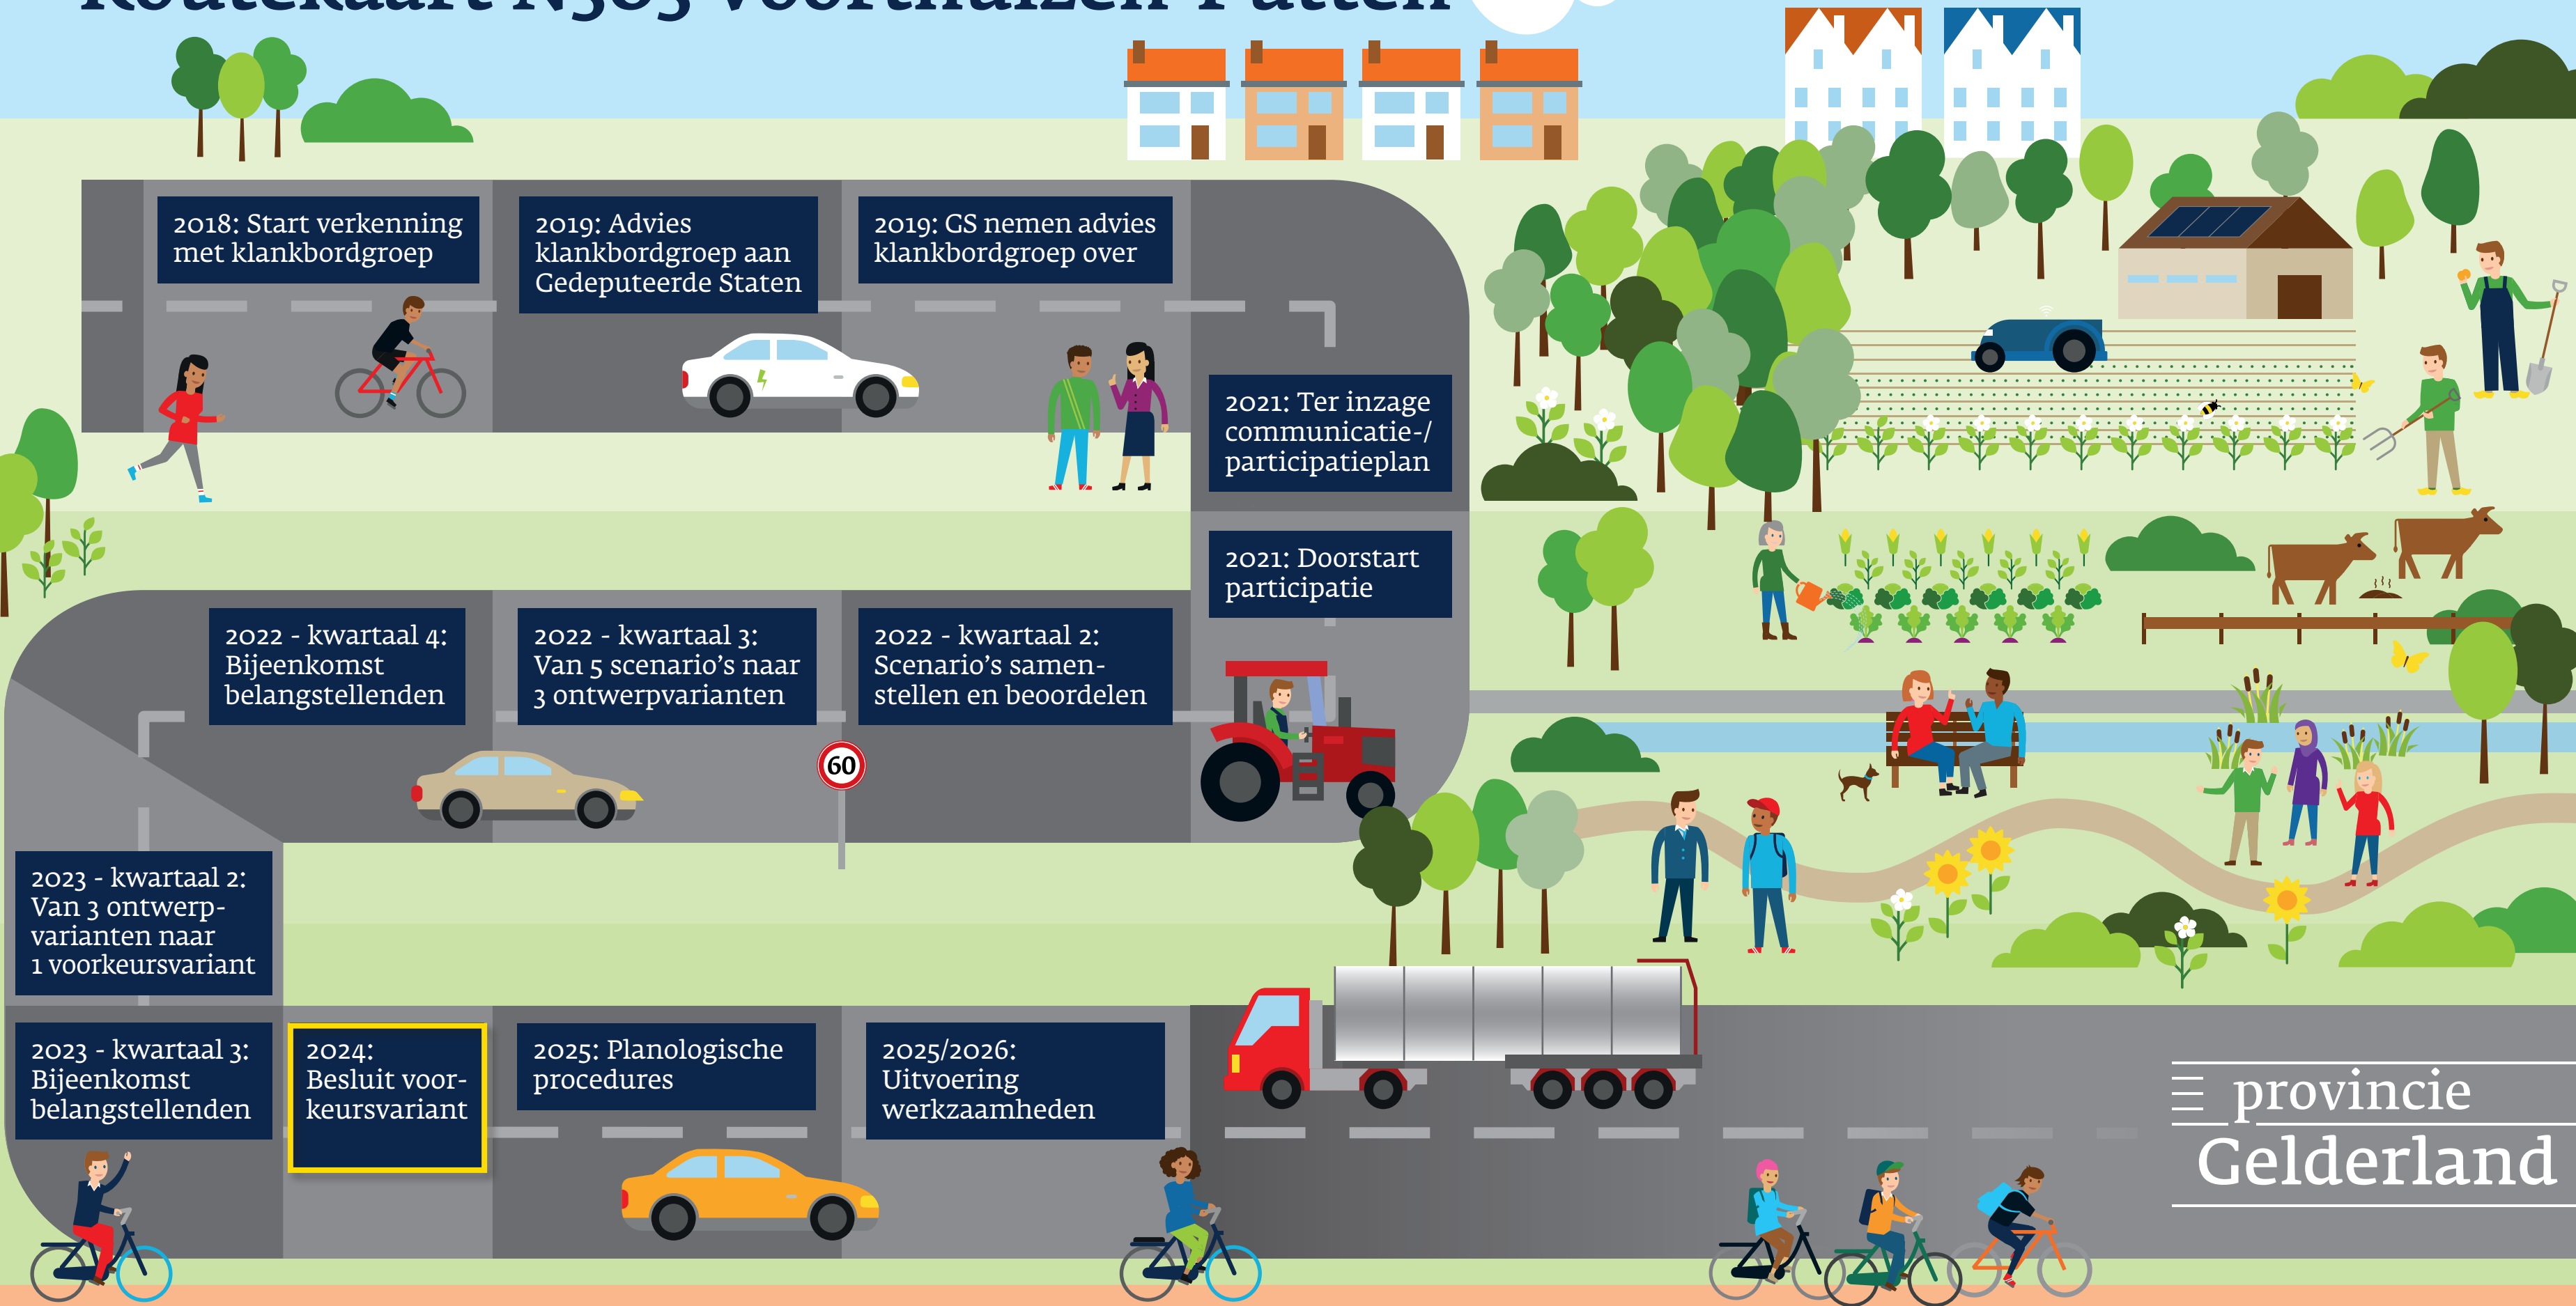 Routekaart N303 Voorthuizen-Putten
2018: Start verkenning
met klankbordgroep
2019: Advies
klankbordgroep aan
Gedeputeerde Staten
2019: GS nemen advies
klankbordgroep over
2021: Ter inzage
communicatie-/
participatieplan
2021: Doorstart
participatie
2022 - kwartaal 2:
Scenario’s samen-
stellen en beoordelen
2022 - kwartaal 3:
Van 5 scenario’s naar
3 ontwerpvarianten
2022 - kwartaal 4:
Bijeenkomst
belangstellenden
60
2023 - kwartaal 2:
Van 3 ontwerp-
varianten naar
1 voorkeursvariant
2023 - kwartaal 3:
Bijeenkomst
belangstellenden
2024:
Besluit voor-
keursvariant
2025: Planologische
procedures
2025/2026:
Uitvoering
werkzaamheden
provincie
Gelderland